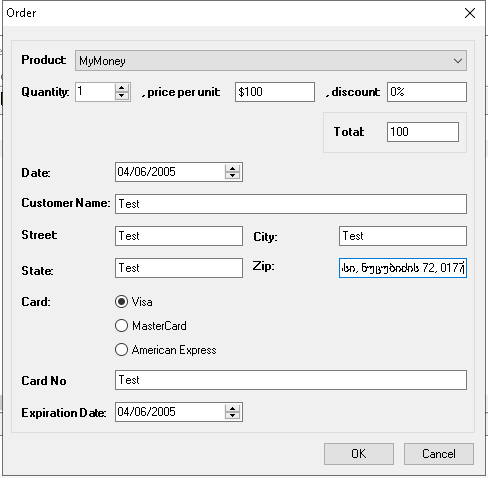 Order
Product: MyMoney
Quantity: 1 , price per unit: $100 , discount: 0%
Total: 100
Date: 04/06/2005
Customer Name: Test
Street: Test City: Test
State: Test Zip: სი, ნუცუბიძის 72, 0177
Card: Visa
MasterCard
American Express
Card No Test
Expiration Date: 04/06/2005
OK Cancel